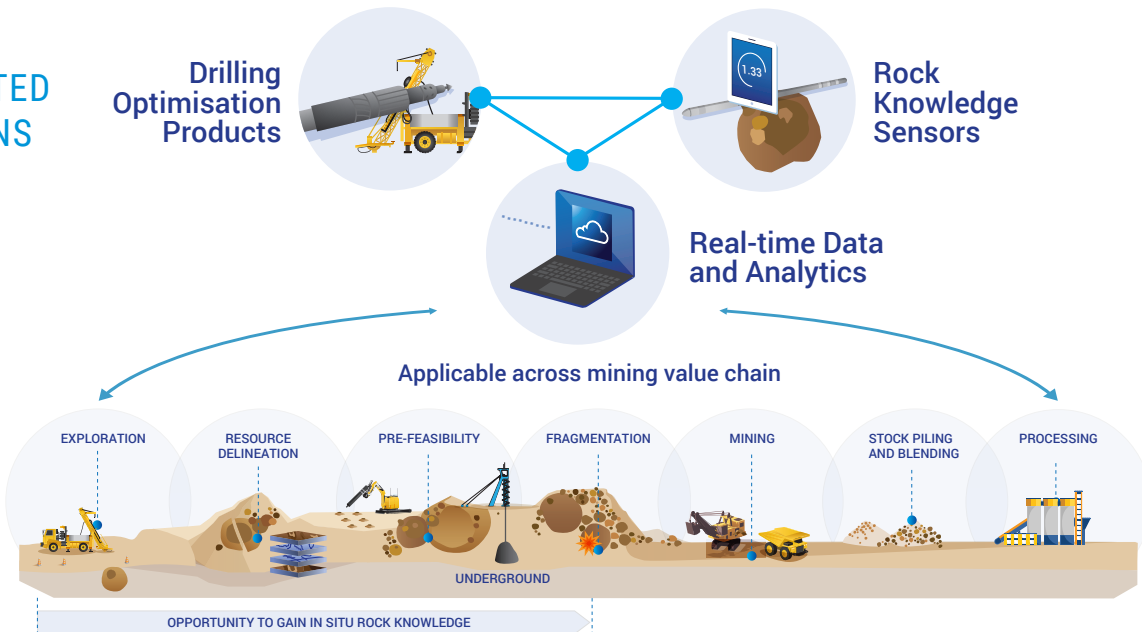 TED
NS
Drilling
Optimisation
Products
1.33
Rock
Knowledge
Sensors
Real-time Data
and Analytics
Applicable across mining value chain
EXPLORATION
RESOURCE
DELINEATION
PRE-FEASIBILITY
FRAGMENTATION
MINING
STOCK PILING
AND BLENDING
PROCESSING
UNDERGROUND
OPPORTUNITY TO GAIN IN SITU ROCK KNOWLEDGE